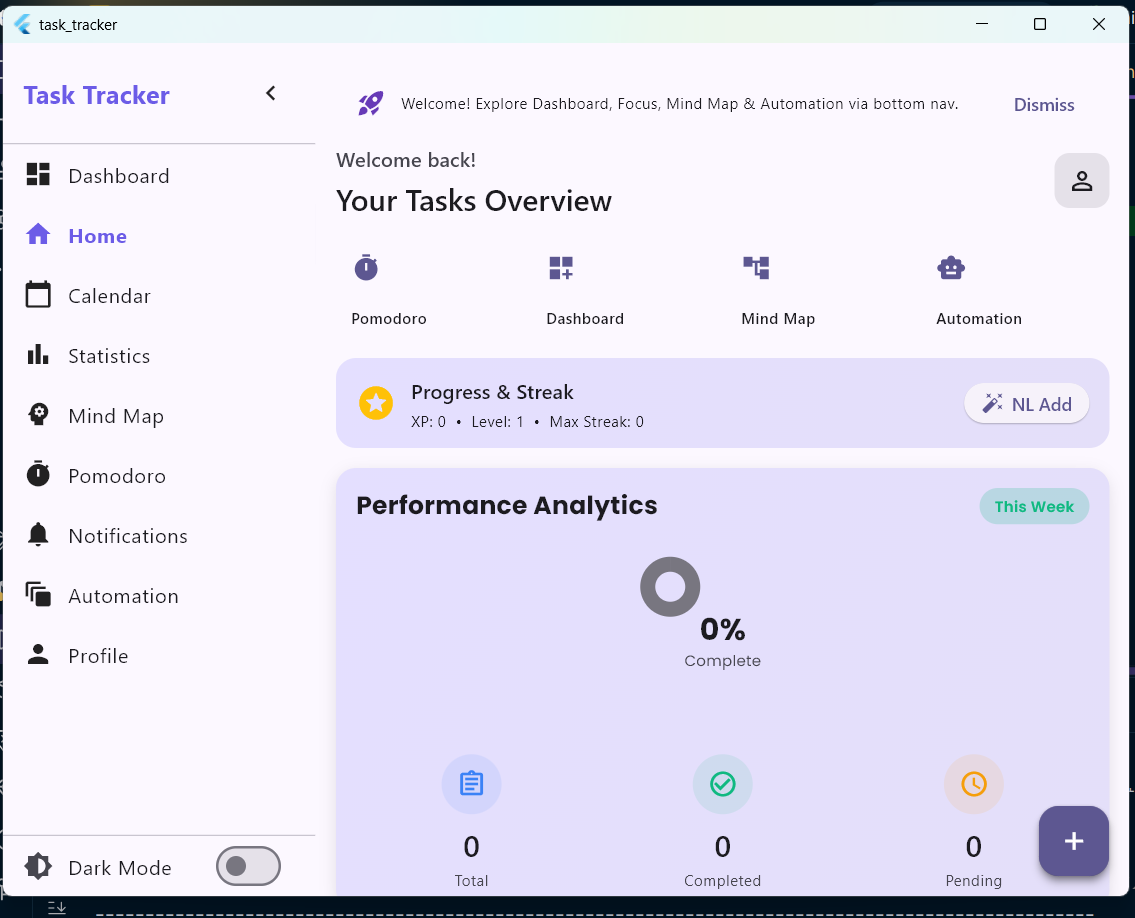 task_tracker
Task Tracker
Dashboard
Home
Calendar
Statistics
Mind Map
Pomodoro
Notifications
Automation
Profile
Dark Mode
Welcome! Explore Dashboard, Focus, Mind Map & Automation via bottom nav.
Dismiss
Welcome back!
Your Tasks Overview
Pomodoro
Dashboard
Mind Map
Automation
Progress & Streak
XP: 0 • Level: 1 • Max Streak: 0
NL Add
Performance Analytics
This Week
0%
Complete
0
Total
0
Completed
0
Pending